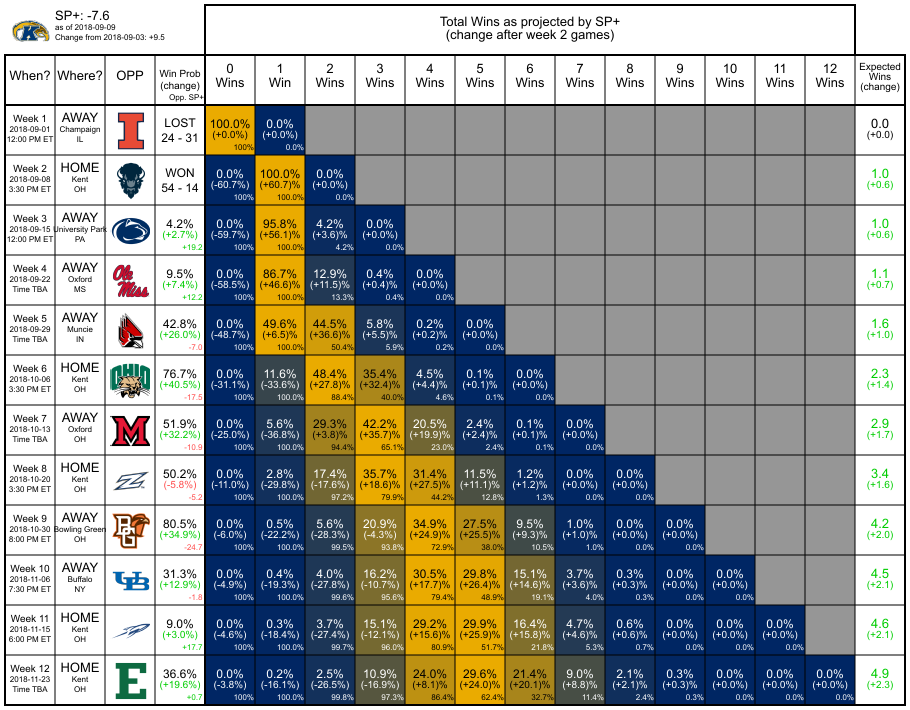 SP+: -7.6
as of 2018-09-09
Change from 2018-09-03: +9.5
Total Wins as projected by SP+
(change after week 2 games)
When? Where? OPP Win Prob (change) Opp. SP+ 0 Wins 1 Win 2 Wins 3 Wins 4 Wins 5 Wins 6 Wins 7 Wins 8 Wins 9 Wins 10 Wins 11 Wins 12 Wins Expected Wins (change)
Week 1 AWAY LOST 100.0% 0.0% 0.0
2018-09-01 Champaign I (+0.0%) (+0.0%) (+0.0)
12:00 PM ET IL 24 - 31 100% 0.0%
Week 2 HOME WON 0.0% 100.0% 0.0% 1.0
2018-09-08 Kent (-60.7%) (+60.7)% (+0.0%) (+0.6)
3:30 PM ET OH 54 - 14 100% 100.0% 0.0%
Week 3 AWAY 4.2% 0.0% 95.8% 4.2% 0.0% 1.0
2018-09-15 University Park (+2.7%) (-59.7%) (+56.1)% (+3.6)% (+0.0%) (+0.6)
12:00 PM ET PA +19.2 100% 100.0% 4.2% 0.0%
Week 4 AWAY Ole 9.5% 0.0% 86.7% 12.9% 0.4% 0.0% 1.1
2018-09-22 Oxford Miss (+7.4%) (-58.5%) (+46.6)% (+11.5)% (+0.4)% (+0.0%) (+0.7)
Time TBA MS +12.2 100% 100.0% 13.3% 0.4% 0.0%
Week 5 AWAY 42.8% 0.0% 49.6% 44.5% 5.8% 0.2% 0.0% 1.6
2018-09-29 Muncie (+26.0%) (-48.7%) (+6.5)% (+36.6)% (+5.5)% (+0.2)% (+0.0%) (+1.0)
Time TBA IN -7.0 100% 100.0% 50.4% 5.9% 0.2% 0.0%
Week 6 HOME OHIO 76.7% 0.0% 11.6% 48.4% 35.4% 4.5% 0.1% 0.0% 2.3
2018-10-06 Kent (+40.5%) (-31.1%) (-33.6)% (+27.8)% (+32.4)% (+4.4)% (+0.1)% (+0.0%) (+1.4)
3:30 PM ET OH -17.5 100% 100.0% 88.4% 40.0% 4.6% 0.1% 0.0%
Week 7 AWAY M 51.9% 0.0% 5.6% 29.3% 42.2% 20.5% 2.4% 0.1% 0.0% 2.9
2018-10-13 Oxford (+32.2%) (-25.0%) (-36.8)% (+3.8)% (+35.7)% (+19.9)% (+2.4)% (+0.1)% (+0.0%) (+1.7)
Time TBA OH -10.9 100% 100.0% 94.4% 65.1% 23.0% 2.4% 0.1% 0.0%
Week 8 HOME 50.2% 0.0% 2.8% 17.4% 35.7% 31.4% 11.5% 1.2% 0.0% 0.0% 3.4
2018-10-20 Kent (-5.8%) (-11.0%) (-29.8)% (-17.6)% (+18.6)% (+27.5)% (+11.1)% (+1.2)% (+0.0)% (+0.0%) (+1.6)
3:30 PM ET OH -5.2 100% 100.0% 97.2% 79.9% 44.2% 12.8% 1.3% 0.0% 0.0%
Week 9 AWAY BG 80.5% 0.0% 0.5% 5.6% 20.9% 34.9% 27.5% 9.5% 1.0% 0.0% 0.0% 4.2
2018-10-30 Bowling Green (+34.9%) (-6.0%) (-22.2)% (-28.3)% (-4.3)% (+24.9)% (+25.5)% (+9.3)% (+1.0)% (+0.0)% (+0.0%) (+2.0)
8:00 PM ET OH -24.7 100% 100.0% 99.5% 93.8% 72.9% 38.0% 10.5% 1.0% 0.0% 0.0%
Week 10 AWAY UB 31.3% 0.0% 0.4% 4.0% 16.2% 30.5% 29.8% 15.1% 3.7% 0.3% 0.0% 0.0% 4.5
2018-11-06 Buffalo (+12.9%) (-4.9%) (-19.3)% (-27.8)% (-10.7)% (+17.7)% (+26.4)% (+14.6)% (+3.6)% (+0.3)% (+0.0)% (+0.0%) (+2.1)
7:30 PM ET NY -1.8 100% 100.0% 99.6% 95.6% 79.4% 48.9% 19.1% 4.0% 0.3% 0.0% 0.0%
Week 11 HOME 9.0% 0.0% 0.3% 3.7% 15.1% 29.2% 29.9% 16.4% 4.7% 0.6% 0.0% 0.0% 0.0% 4.6
2018-11-15 Kent (+3.0%) (-4.6%) (-18.4)% (-27.4)% (-12.1)% (+15.6)% (+25.9)% (+15.8)% (+4.6)% (+0.6)% (+0.0)% (+0.0)% (+0.0%) (+2.1)
6:00 PM ET OH +17.7 100% 100.0% 99.7% 96.0% 80.9% 51.7% 21.8% 5.3% 0.7% 0.0% 0.0% 0.0%
Week 12 HOME E 36.6% 0.0% 0.2% 2.5% 10.9% 24.0% 29.6% 21.4% 9.0% 2.1% 0.3% 0.0% 0.0% 0.0% 4.9
2018-11-23 Kent (+19.6%) (-3.8%) (-16.1)% (-26.5)% (-16.9)% (+8.1)% (+24.0)% (+20.1)% (+8.8)% (+2.1)% (+0.3)% (+0.0)% (+0.0)% (+0.0%) (+2.3)
Time TBA OH +0.7 100% 100.0% 99.8% 97.3% 86.4% 62.4% 32.7% 11.4% 2.4% 0.3% 0.0% 0.0% 0.0%